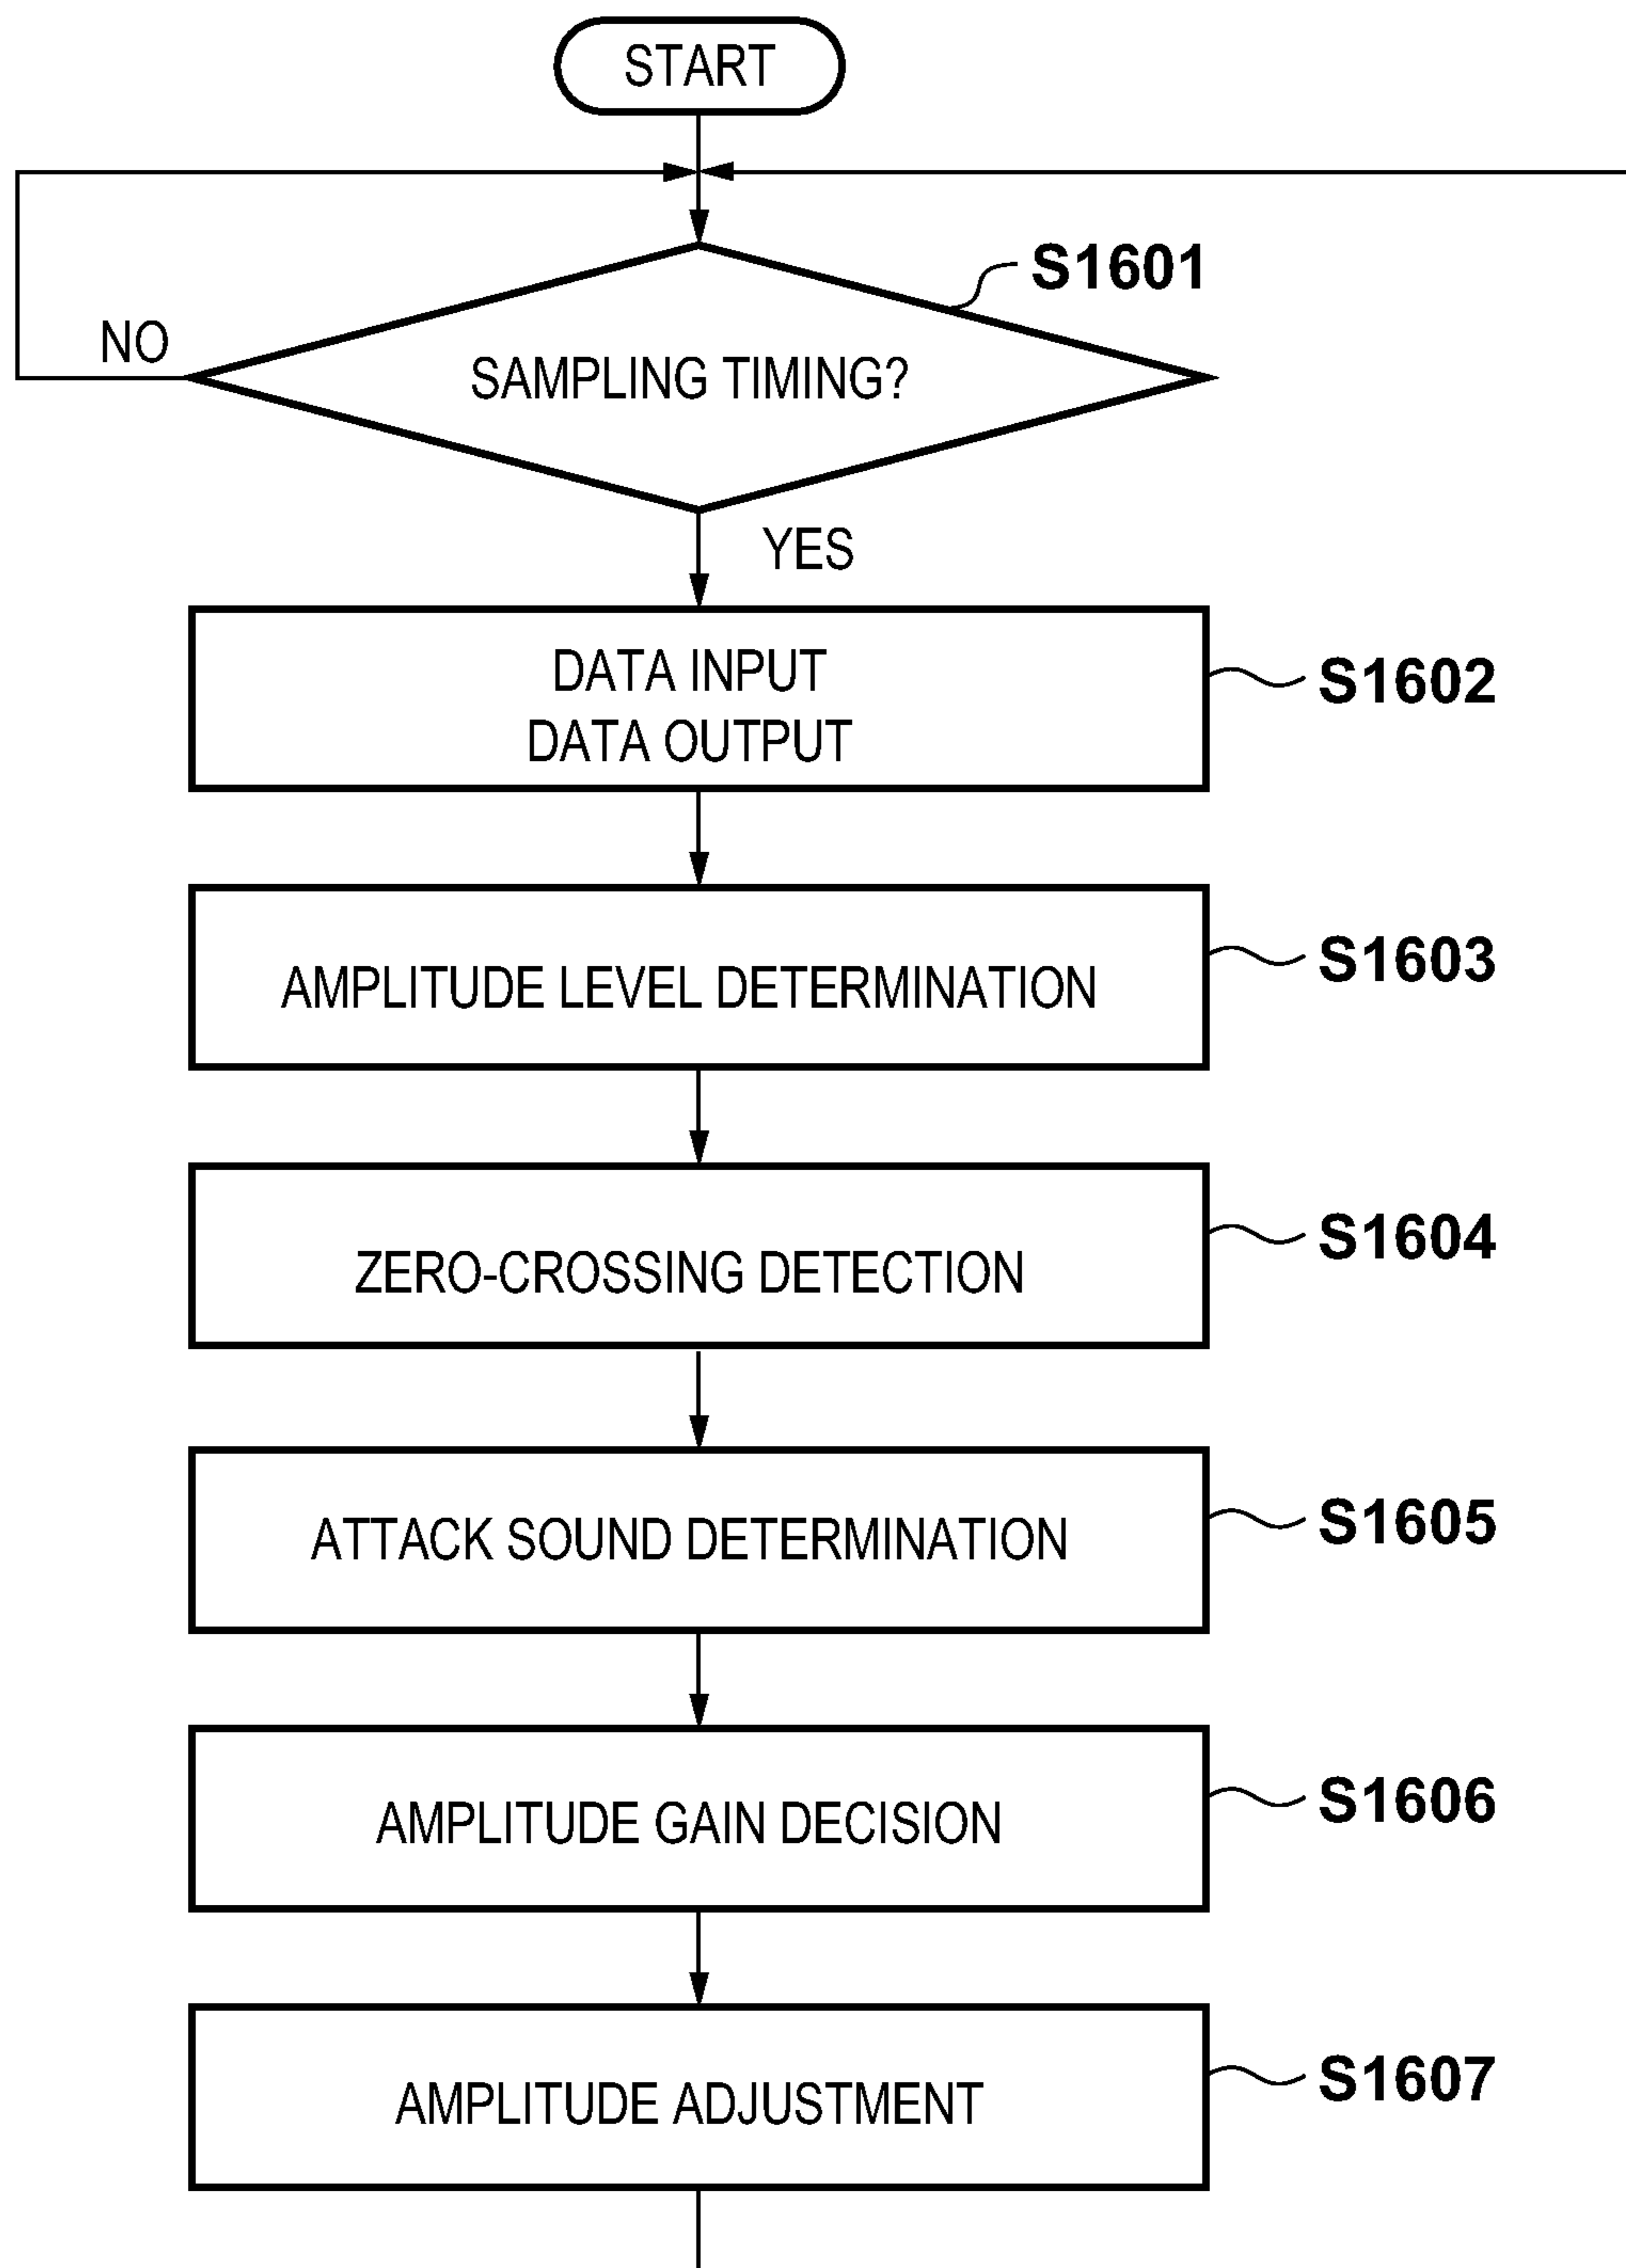 START
S1601
NO
SAMPLING TIMING?
YES
DATA INPUT
DATA OUTPUT
S1602
AMPLITUDE LEVEL DETERMINATION
S1603
ZERO-CROSSING DETECTION
S1604
ATTACK SOUND DETERMINATION
S1605
AMPLITUDE GAIN DECISION
S1606
AMPLITUDE ADJUSTMENT
S1607